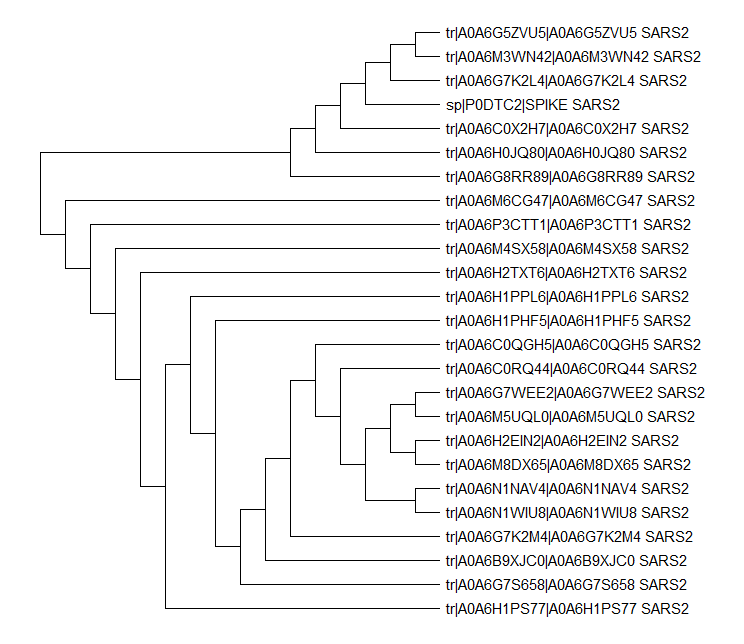 tr|A0A6G5ZVU5|A0A6G5ZVU5 SARS2
tr|A0A6M3WN42|A0A6M3WN42 SARS2
tr|A0A6G7K2L4|A0A6G7K2L4 SARS2
sp|P0DTC2|SPIKE SARS2
tr|A0A6C0X2H7|A0A6C0X2H7 SARS2
tr|A0A6H0JQ80|A0A6H0JQ80 SARS2
tr|A0A6G8RR89|A0A6G8RR89 SARS2
tr|A0A6M6CG47|A0A6M6CG47 SARS2
tr|A0A6P3CTT1|A0A6P3CTT1 SARS2
tr|A0A6M4SX58|A0A6M4SX58 SARS2
tr|A0A6H2TXT6|A0A6H2TXT6 SARS2
tr|A0A6H1PPL6|A0A6H1PPL6 SARS2
tr|A0A6H1PHF5|A0A6H1PHF5 SARS2
tr|A0A6C0QGH5|A0A6C0QGH5 SARS2
tr|A0A6C0RQ44|A0A6C0RQ44 SARS2
tr|A0A6G7WEE2|A0A6G7WEE2 SARS2
tr|A0A6M5UQL0|A0A6M5UQL0 SARS2
tr|A0A6H2EIN2|A0A6H2EIN2 SARS2
tr|A0A6M8DX65|A0A6M8DX65 SARS2
tr|A0A6N1NAV4|A0A6N1NAV4 SARS2
tr|A0A6N1WIU8|A0A6N1WIU8 SARS2
tr|A0A6G7K2M4|A0A6G7K2M4 SARS2
tr|A0A6B9XJC0|A0A6B9XJC0 SARS2
tr|A0A6G7S658|A0A6G7S658 SARS2
tr|A0A6H1PS77|A0A6H1PS77 SARS2